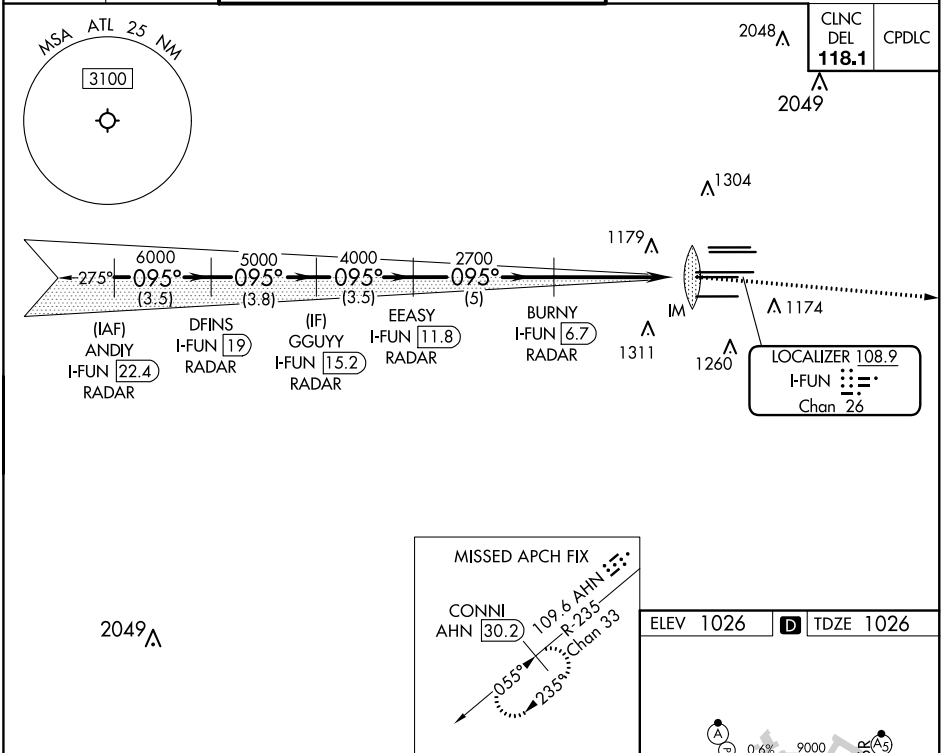 MSA ATL 25 NM
3100
2048
CLNC
DEL
118.1
CPDLC
2049
1304
1179
6000
5000
4000
2700
275°
095°
095°
095°
095°
(3.5)
(3.8)
(3.5)
(5)
IM
1174
(IAF)
ANDIY
I-FUN 22.4
RADAR
DFINS
I-FUN 19
RADAR
(IF)
GGUYY
I-FUN 15.2
RADAR
EEASY
I-FUN 11.8
RADAR
BURNY
I-FUN 6.7
RADAR
1311
1260
LOCALIZER 108.9
I-FUN
Chan 26
2049
MISSED APCH FIX
CONNI
AHN 30.2
109.6 AHN
R-235
Chan 33
055°
235°
ELEV 1026
D
TDZE 1026
A
0.6%
9000
A5